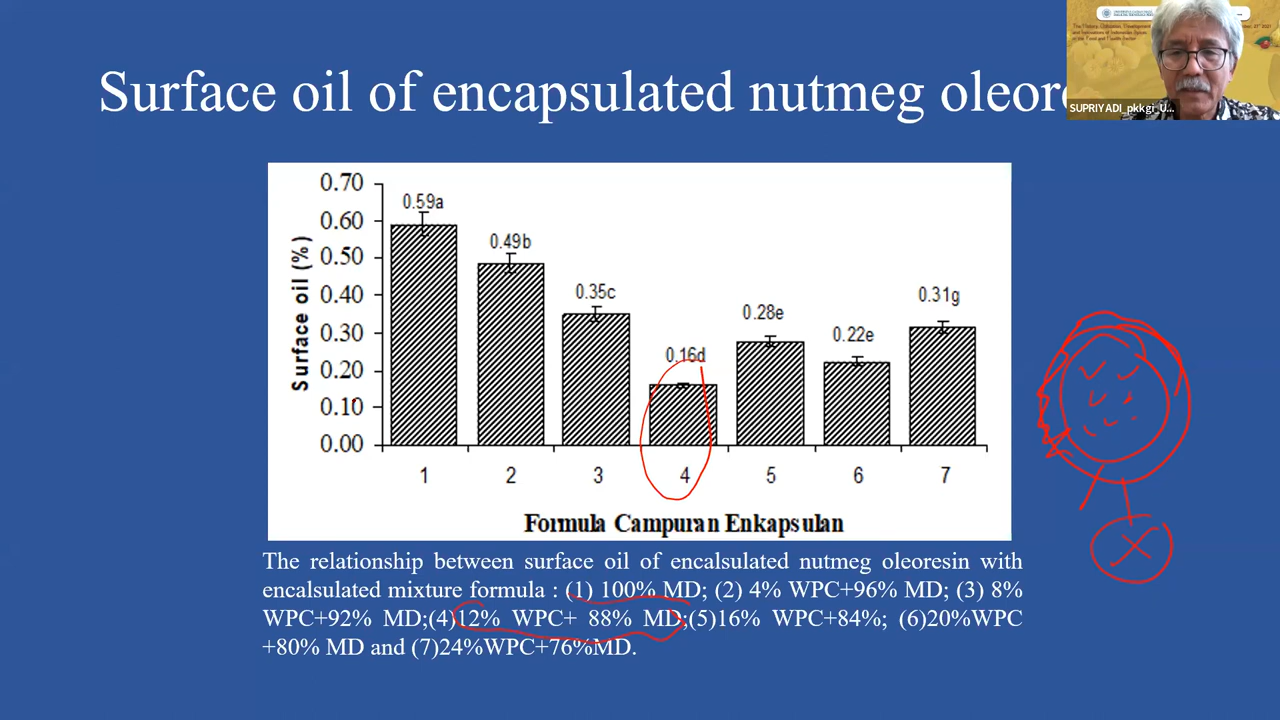 Surface oil of encapsulated nutmeg oleore
SUPRIYADI_pkkgi_U...
0.70
0.60
0.50
0.40
0.30
0.20
0.10
0.00
Surface oil (%)
0.59a
0.49b
0.35c
0.16d
0.28e
0.22e
0.31g
1 2 3 4 5 6 7
Formula Campuran Enkapsulan
The relationship between surface oil of encalsulated nutmeg oleoresin with
encalsulated mixture formula : (1) 100% MD; (2) 4% WPC+96% MD; (3) 8%
WPC+92% MD;(4)12% WPC+ 88% MD;(5)16% WPC+84%; (6)20%WPC
+80% MD and (7)24%WPC+76%MD.